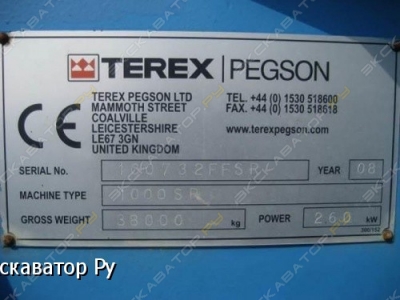 TEREX | PEGSON
TEREX PEGSON LTD
MAMMOTH STREET
COALVILLE
LEICESTERSHIRE
LE67 3GN
UNITED KINGDOM
TEL. +44 (0) 1530 518600
FAX. +44 (0) 1530 518618
www.terexpegson.com
CE
SERIAL No.
YEAR 08
MACHINE TYPE
GROSS WEIGHT 38000 kg POWER 260 kW
экскаватор.ру
скаватор Ру